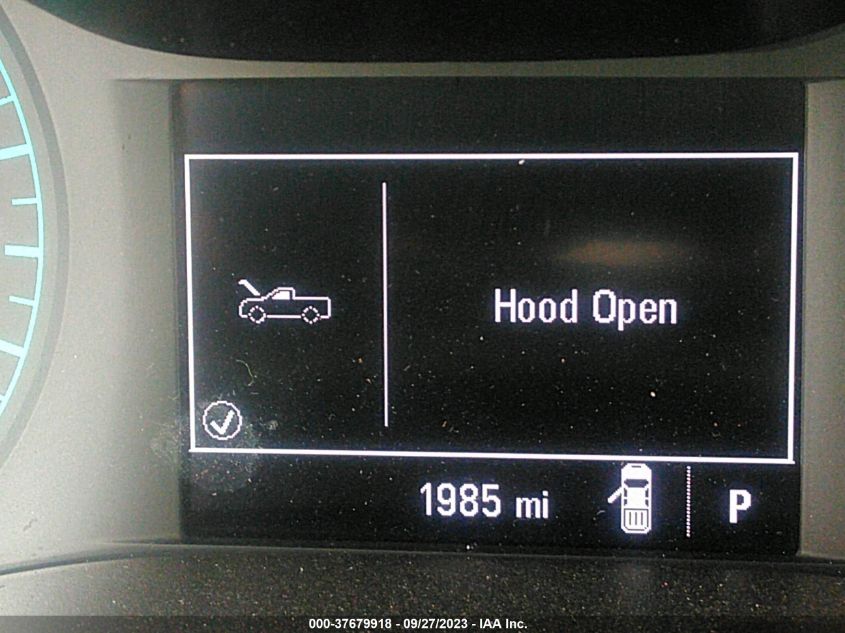 Hood Open
1985 mi
P
000-37679918 - 09/27/2023 - IAA Inc.